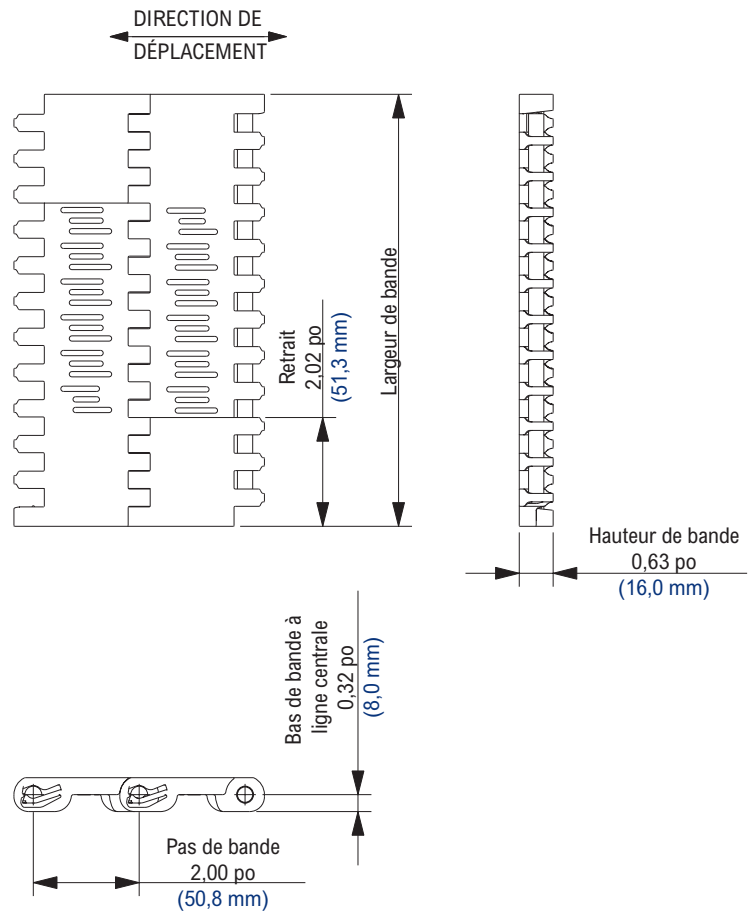 DIRECTION DE
DÉPLACEMENT
Retrait
2,02 po
(51,3 mm)
Largeur de bande
Hauteur de bande
0,63 po
(16,0 mm)
Bas de bande à
ligne centrale
0,32 po
(8,0 mm)
Pas de bande
2,00 po
(50,8 mm)